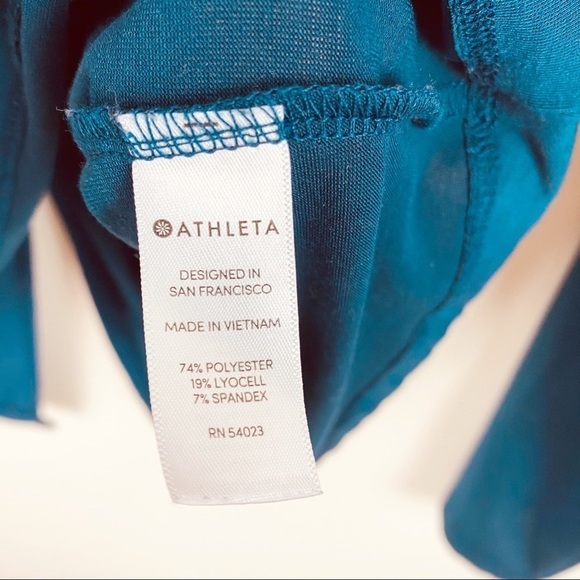 ATHLETA
DESIGNED IN
SAN FRANCISCO
MADE IN VIETNAM
74% POLYESTER
19% LYOCELL
7% SPANDEX
RN 54023